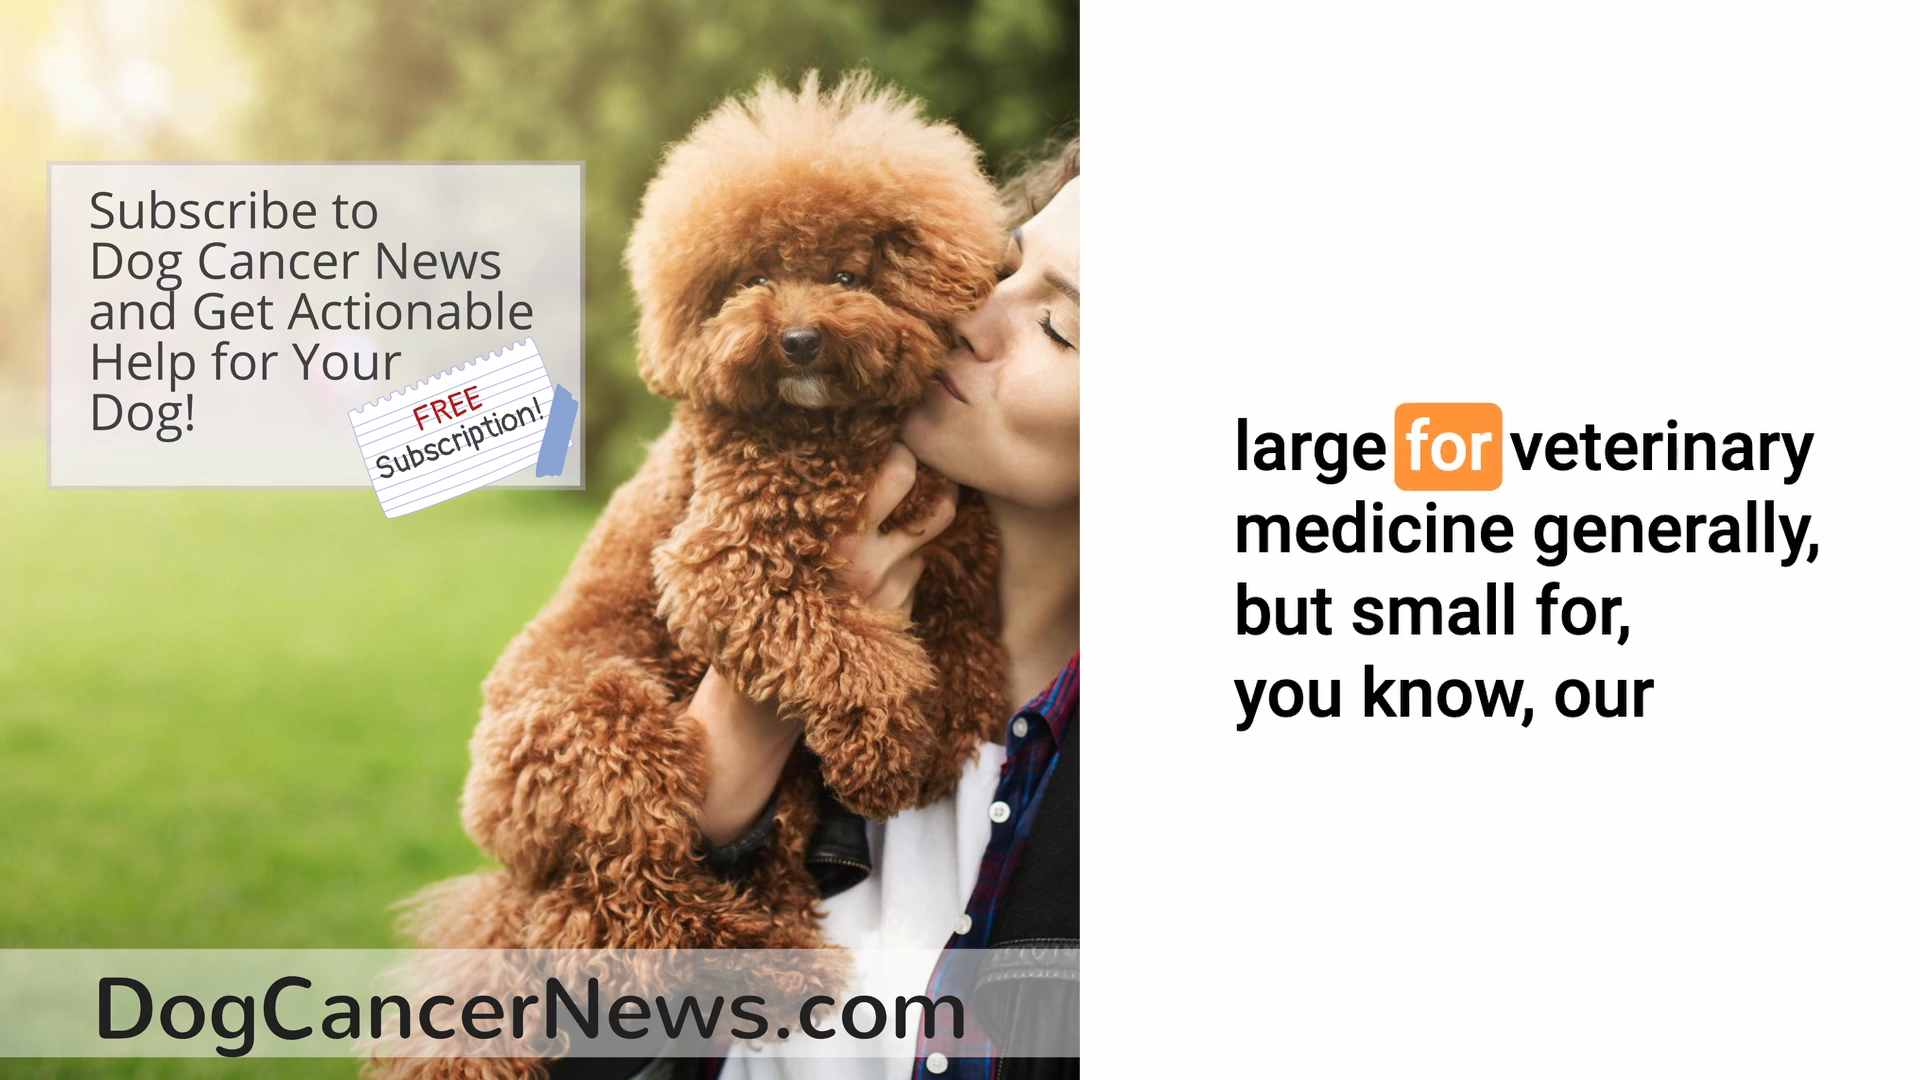 Subscribe to
Dog Cancer News
and Get Actionable
Help for Your
Dog!
FREE
Subscription!
DogCancerNews.com
large for veterinary
medicine generally,
but small for,
you know, our